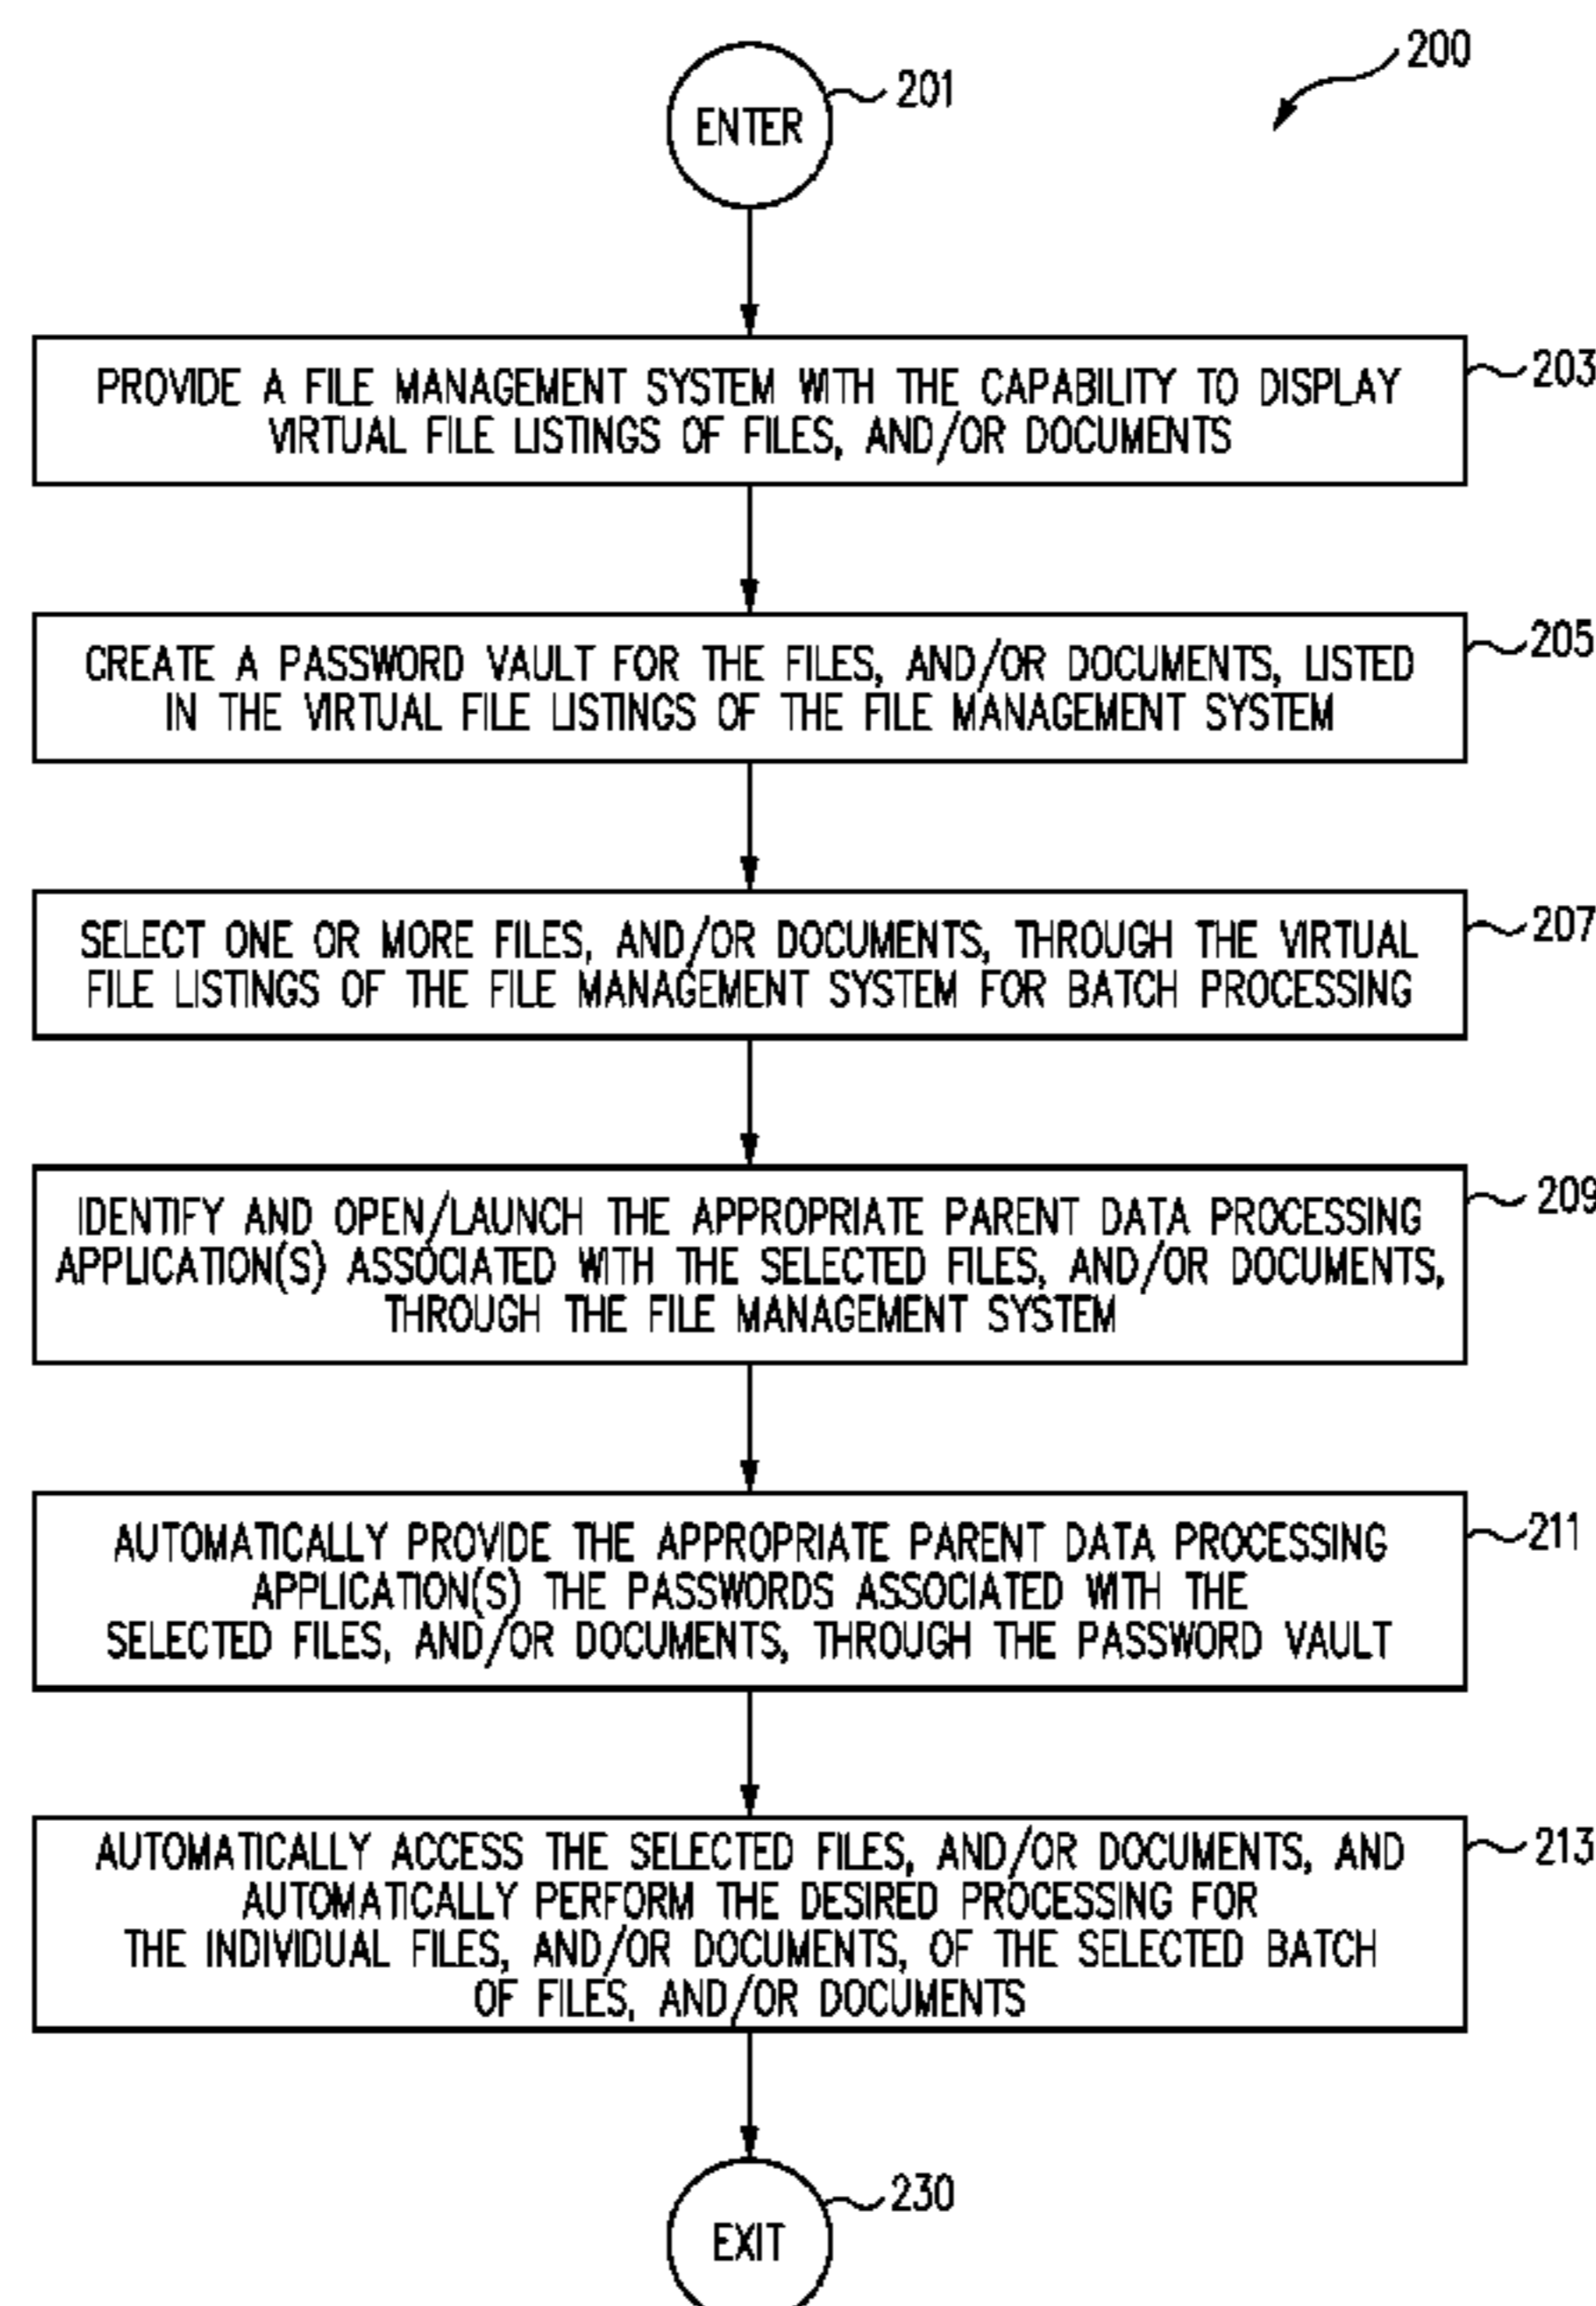 200
ENTER
201
PROVIDE A FILE MANAGEMENT SYSTEM WITH THE CAPABILITY TO DISPLAY
VIRTUAL FILE LISTINGS OF FILES, AND/OR DOCUMENTS
203
CREATE A PASSWORD VAULT FOR THE FILES, AND/OR DOCUMENTS, LISTED
IN THE VIRTUAL FILE LISTINGS OF THE FILE MANAGEMENT SYSTEM
205
SELECT ONE OR MORE FILES, AND/OR DOCUMENTS, THROUGH THE VIRTUAL
FILE LISTINGS OF THE FILE MANAGEMENT SYSTEM FOR BATCH PROCESSING
207
IDENTIFY AND OPEN/LAUNCH THE APPROPRIATE PARENT DATA PROCESSING
APPLICATION(S) ASSOCIATED WITH THE SELECTED FILES, AND/OR DOCUMENTS,
THROUGH THE FILE MANAGEMENT SYSTEM
209
AUTOMATICALLY PROVIDE THE APPROPRIATE PARENT DATA PROCESSING
APPLICATION(S) THE PASSWORDS ASSOCIATED WITH THE
SELECTED FILES, AND/OR DOCUMENTS, THROUGH THE PASSWORD VAULT
211
AUTOMATICALLY ACCESS THE SELECTED FILES, AND/OR DOCUMENTS, AND
AUTOMATICALLY PERFORM THE DESIRED PROCESSING FOR
THE INDIVIDUAL FILES, AND/OR DOCUMENTS, OF THE SELECTED BATCH
OF FILES, AND/OR DOCUMENTS
213
EXIT
230